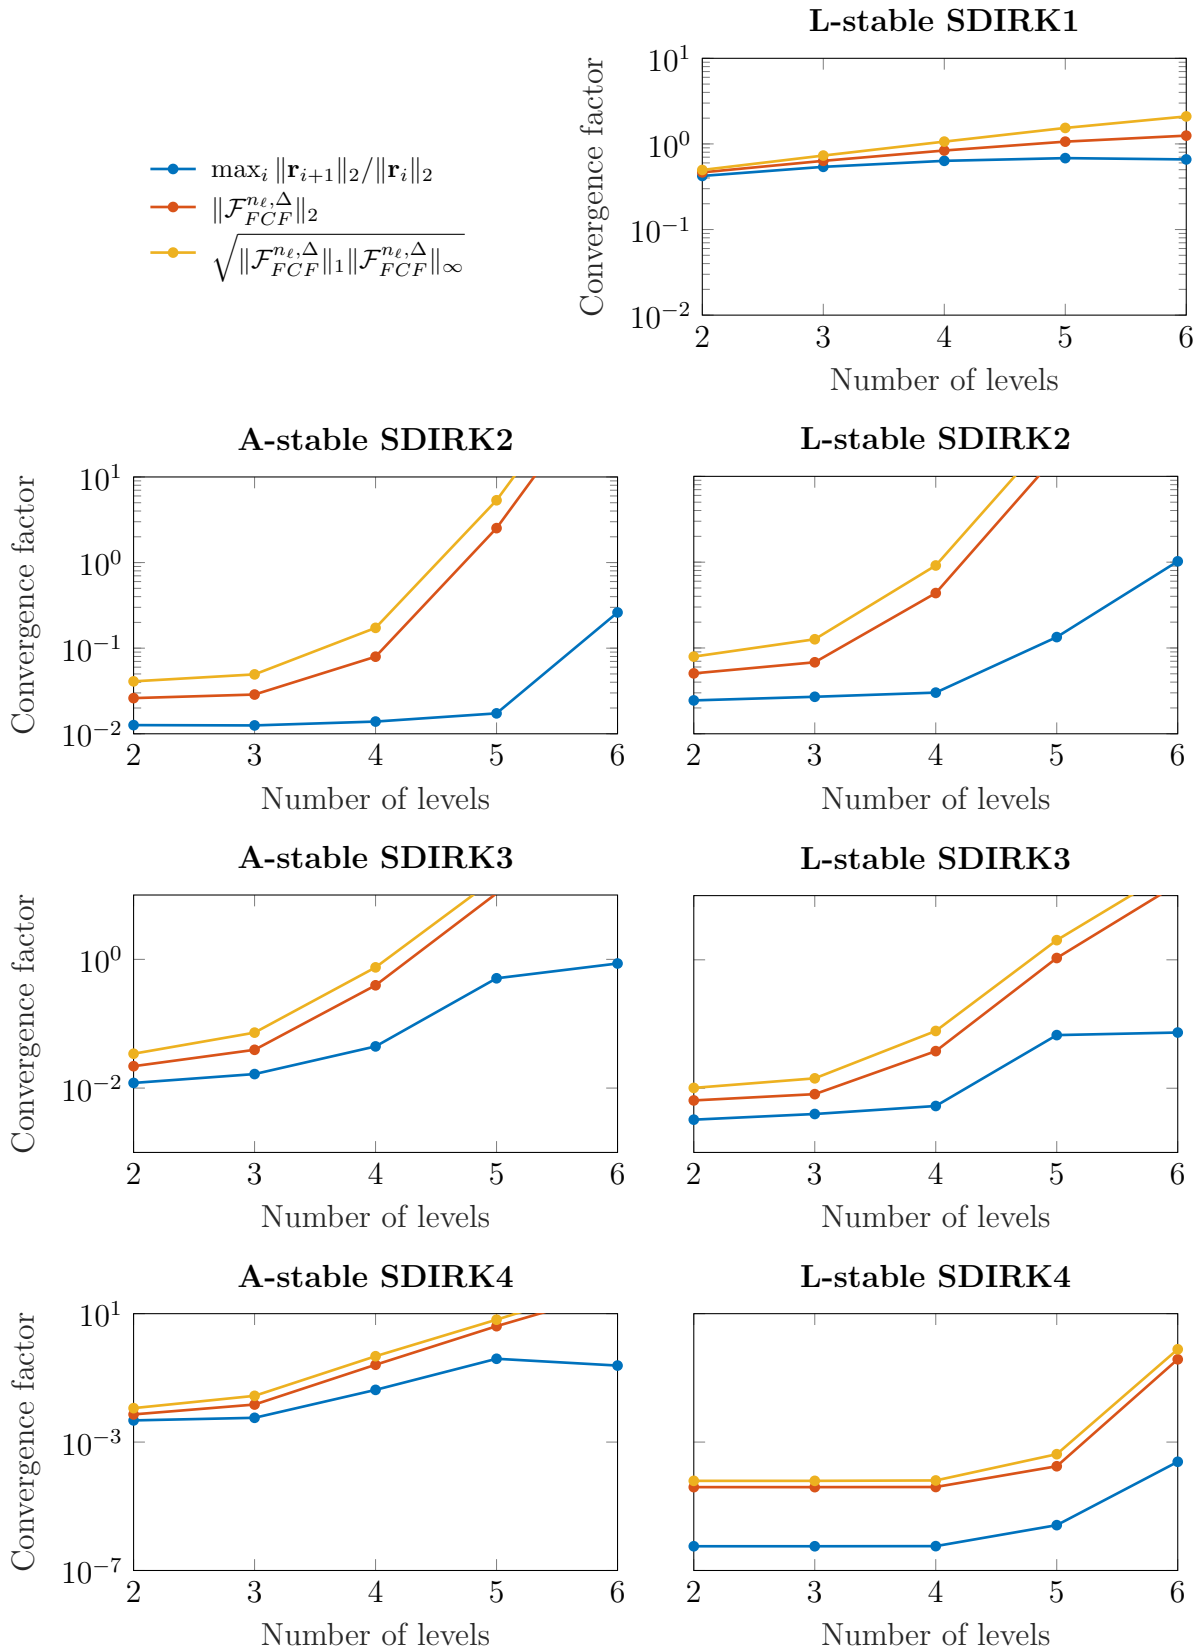 L-stable SDIRK1
Convergence factor
10^1
10^0
10^{-1}
10^{-2}
2 3 4 5 6
Number of levels
max_i ‖r_{i+1}‖_2/‖r_i‖_2
‖F_{FCF}^{n_ℓ,Δ}‖_2
√(‖F_{FCF}^{n_ℓ,Δ}‖_1‖F_{FCF}^{n_ℓ,Δ}‖_∞)
A-stable SDIRK2
Convergence factor
10^1
10^0
10^{-1}
10^{-2}
2 3 4 5 6
Number of levels
L-stable SDIRK2
2 3 4 5 6
Number of levels
A-stable SDIRK3
Convergence factor
10^0
10^{-2}
2 3 4 5 6
Number of levels
L-stable SDIRK3
2 3 4 5 6
Number of levels
A-stable SDIRK4
Convergence factor
10^1
10^{-3}
10^{-7}
2 3 4 5 6
Number of levels
L-stable SDIRK4
2 3 4 5 6
Number of levels